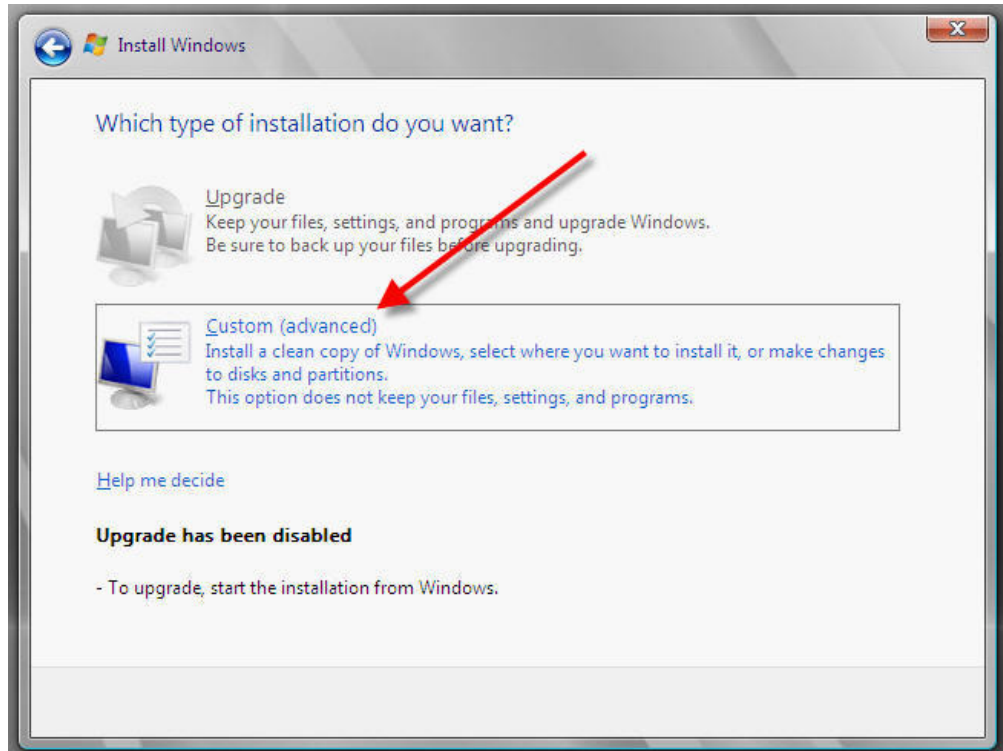 Install Windows
Which type of installation do you want?
Upgrade
Keep your files, settings, and programs and upgrade Windows.
Be sure to back up your files before upgrading.
Custom (advanced)
Install a clean copy of Windows, select where you want to install it, or make changes
to disks and partitions.
This option does not keep your files, settings, and programs.
Help me decide
Upgrade has been disabled
- To upgrade, start the installation from Windows.